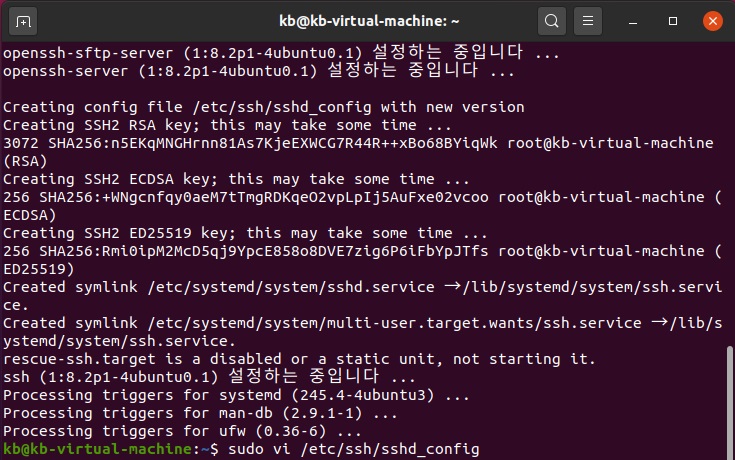 kb@kb-virtual-machine: ~
openssh-sftp-server (1:8.2p1-4ubuntu0.1) 설정하는 중입니다 ...
openssh-server (1:8.2p1-4ubuntu0.1) 설정하는 중입니다 ...
Creating config file /etc/ssh/sshd_config with new version
Creating SSH2 RSA key; this may take some time ...
3072 SHA256:n5EKqMNGHrnn81As7KjeEXWCG7R44R++xBo68BYiqWk root@kb-virtual-machine
(RSA)
Creating SSH2 ECDSA key; this may take some time ...
256 SHA256:+WNgcnfqy0aeM7tTmgRDKqeO2vpLpIj5AuFxe02vcoo root@kb-virtual-machine (
ECDSA)
Creating SSH2 ED25519 key; this may take some time ...
256 SHA256:Rmi0ipM2McD5qj9YpcE858o8DVE7zig6P6iFbYpJTfs root@kb-virtual-machine (
ED25519)
Created symlink /etc/systemd/system/sshd.service → /lib/systemd/system/ssh.servi
ce.
Created symlink /etc/systemd/system/multi-user.target.wants/ssh.service → /lib/s
ystemd/system/ssh.service.
rescue-ssh.target is a disabled or a static unit, not starting it.
ssh (1:8.2p1-4ubuntu0.1) 설정하는 중입니다 ...
Processing triggers for systemd (245.4-4ubuntu3) ...
Processing triggers for man-db (2.9.1-1) ...
Processing triggers for ufw (0.36-6) ...
kb@kb-virtual-machine:~$ sudo vi /etc/ssh/sshd_config